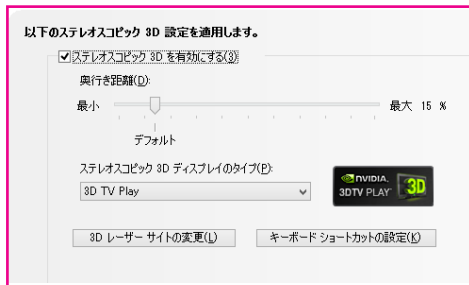 以下のステレオスコピック 3D 設定を適用します。
ステレオスコピック 3D を有効にする(3)
奥行き距離(D):
最小 最大 15 %
デフォルト
ステレオスコピック 3D ディスプレイのタイプ(P):
3D TV Play
NVIDIA.
3DTV PLAY 3D
3D レーザー サイトの変更(L) キーボード ショートカットの設定(K)